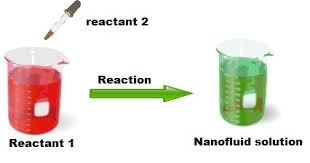 reactant 2
Reaction
Reactant 1
Nanofluid solution